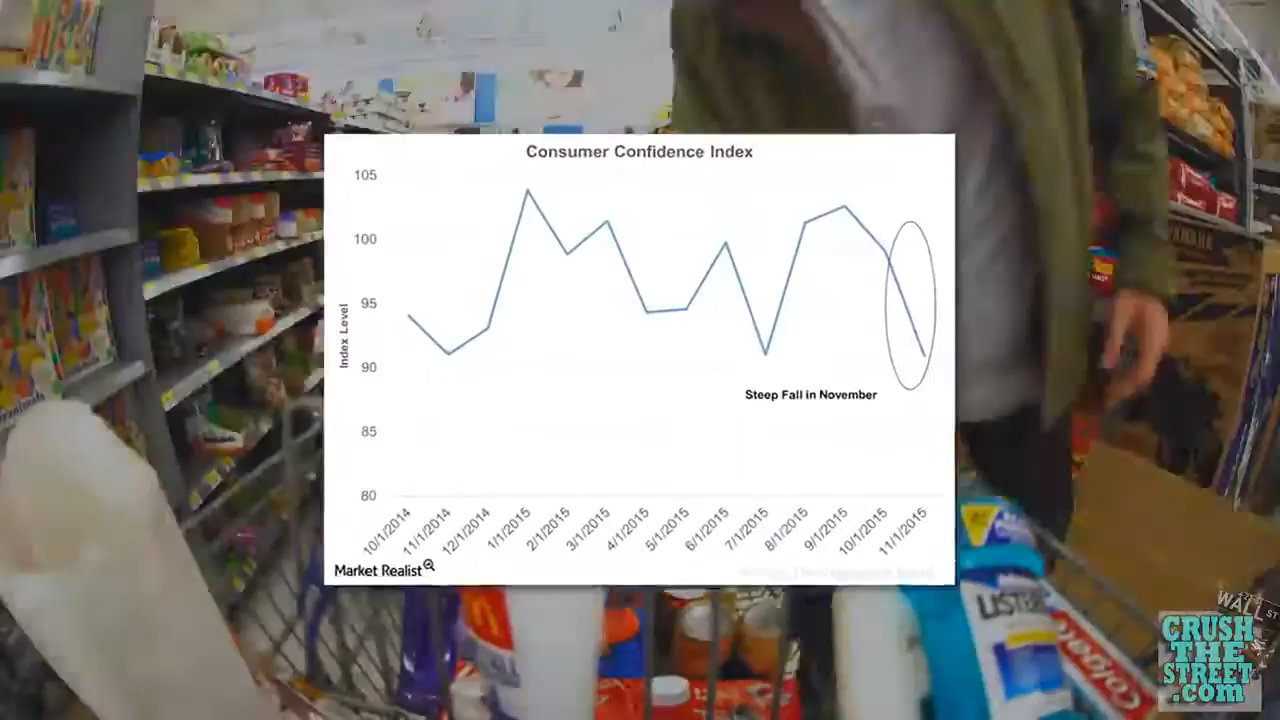 Consumer Confidence Index
105
100
95
90
85
80
Index Level
Steep Fall in November
10/1/2014
11/1/2014
12/1/2014
1/1/2015
2/1/2015
3/1/2015
4/1/2015
5/1/2015
6/1/2015
7/1/2015
8/1/2015
9/1/2015
10/1/2015
11/1/2015
Market Realist
LISTE
Colga
WALL ST
CRUSH
THE
STREET
.com